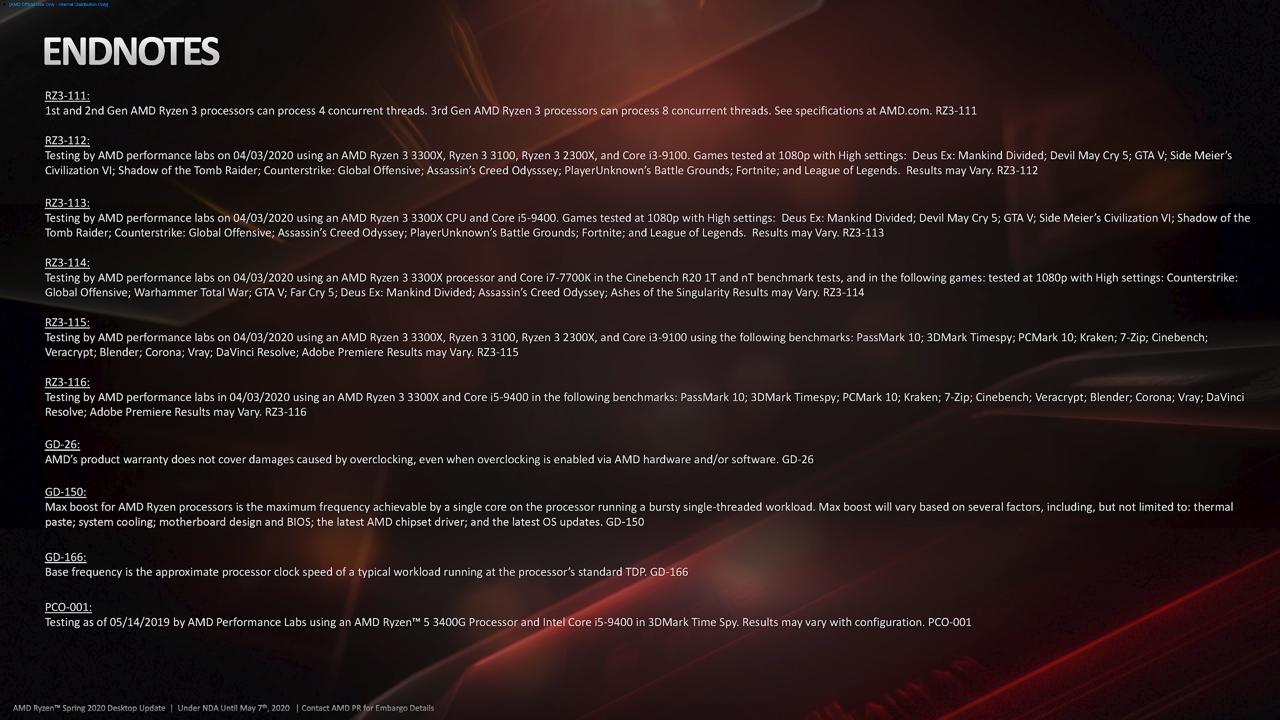 [AMD Official Use Only - Internal Distribution Only]
ENDNOTES
RZ3-111:
1st and 2nd Gen AMD Ryzen 3 processors can process 4 concurrent threads. 3rd Gen AMD Ryzen 3 processors can process 8 concurrent threads. See specifications at AMD.com. RZ3-111
RZ3-112:
Testing by AMD performance labs on 04/03/2020 using an AMD Ryzen 3 3300X, Ryzen 3 3100, Ryzen 3 2300X, and Core i3-9100. Games tested at 1080p with High settings:  Deus Ex: Mankind Divided; Devil May Cry 5; GTA V; Side Meier's
Civilization VI; Shadow of the Tomb Raider; Counterstrike: Global Offensive; Assassin's Creed Odysssey; PlayerUnknown's Battle Grounds; Fortnite; and League of Legends.  Results may Vary. RZ3-112
RZ3-113:
Testing by AMD performance labs on 04/03/2020 using an AMD Ryzen 3 3300X CPU and Core i5-9400. Games tested at 1080p with High settings:  Deus Ex: Mankind Divided; Devil May Cry 5; GTA V; Side Meier's Civilization VI; Shadow of the
Tomb Raider; Counterstrike: Global Offensive; Assassin's Creed Odyssey; PlayerUnknown's Battle Grounds; Fortnite; and League of Legends.  Results may Vary. RZ3-113
RZ3-114:
Testing by AMD performance labs on 04/03/2020 using an AMD Ryzen 3 3300X processor and Core i7-7700K in the Cinebench R20 1T and nT benchmark tests, and in the following games: tested at 1080p with High settings: Counterstrike:
Global Offensive; Warhammer Total War; GTA V; Far Cry 5; Deus Ex: Mankind Divided; Assassin's Creed Odyssey; Ashes of the Singularity Results may Vary. RZ3-114
RZ3-115:
Testing by AMD performance labs on 04/03/2020 using an AMD Ryzen 3 3300X, Ryzen 3 3100, Ryzen 3 2300X, and Core i3-9100 using the following benchmarks: PassMark 10; 3DMark Timespy; PCMark 10; Kraken; 7-Zip; Cinebench;
Veracrypt; Blender; Corona; Vray; DaVinci Resolve; Adobe Premiere Results may Vary. RZ3-115
RZ3-116:
Testing by AMD performance labs in 04/03/2020 using an AMD Ryzen 3 3300X and Core i5-9400 in the following benchmarks: PassMark 10; 3DMark Timespy; PCMark 10; Kraken; 7-Zip; Cinebench; Veracrypt; Blender; Corona; Vray; DaVinci
Resolve; Adobe Premiere Results may Vary. RZ3-116
GD-26:
AMD's product warranty does not cover damages caused by overclocking, even when overclocking is enabled via AMD hardware and/or software. GD-26
GD-150:
Max boost for AMD Ryzen processors is the maximum frequency achievable by a single core on the processor running a bursty single-threaded workload. Max boost will vary based on several factors, including, but not limited to: thermal
paste; system cooling; motherboard design and BIOS; the latest AMD chipset driver; and the latest OS updates. GD-150
GD-166:
Base frequency is the approximate processor clock speed of a typical workload running at the processor's standard TDP. GD-166
PCO-001:
Testing as of 05/14/2019 by AMD Performance Labs using an AMD Ryzen™ 5 3400G Processor and Intel Core i5-9400 in 3DMark Time Spy. Results may vary with configuration. PCO-001
AMD Ryzen™ Spring 2020 Desktop Update | Under NDA Until May 7th, 2020 | Contact AMD PR for Embargo Details